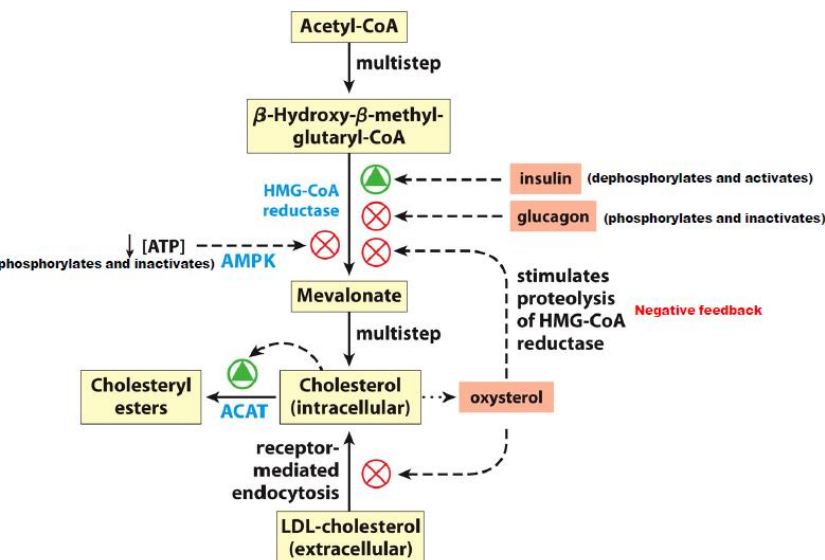 Acetyl-CoA
multistep
β-Hydroxy-β-methyl-
glutaryl-CoA
HMG-CoA
reductase
insulin (dephosphorylates and activates)
glucagon (phosphorylates and inactivates)
↓ [ATP]
phosphorylates and inactivates) AMPK
stimulates
proteolysis
of HMG-CoA
reductase
Negative feedback
Mevalonate
multistep
Cholesteryl
esters
ACAT
Cholesterol
(intracellular)
oxysterol
receptor-
mediated
endocytosis
LDL-cholesterol
(extracellular)